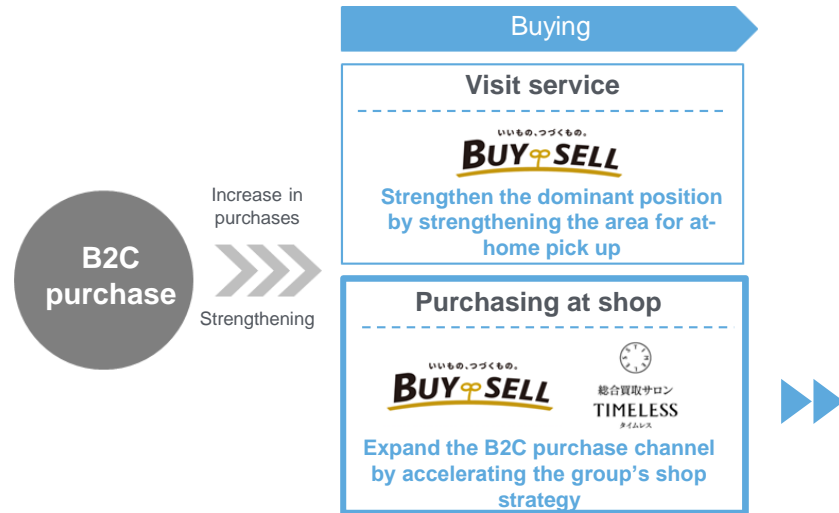 Buying
Visit service
いいもの、つづくもの。
BUY SELL
Strengthen the dominant position
by strengthening the area for at-
home pick up
B2C
purchase
Increase in
purchases
Strengthening
Purchasing at shop
いいもの、つづくもの。
BUY SELL
TIMELESS
総合買取サロン
TIMELESS
タイムレス
Expand the B2C purchase channel
by accelerating the group's shop
strategy